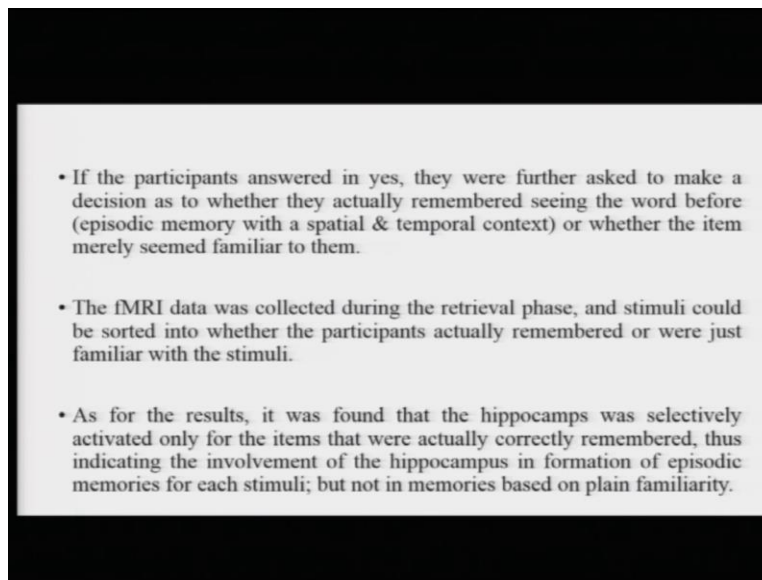 • If the participants answered in yes, they were further asked to make a
decision as to whether they actually remembered seeing the word before
(episodic memory with a spatial & temporal context) or whether the item
merely seemed familiar to them.
• The fMRI data was collected during the retrieval phase, and stimuli could
be sorted into whether the participants actually remembered or were just
familiar with the stimuli.
• As for the results, it was found that the hippocamps was selectively
activated only for the items that were actually correctly remembered, thus
indicating the involvement of the hippocampus in formation of episodic
memories for each stimuli; but not in memories based on plain familiarity.